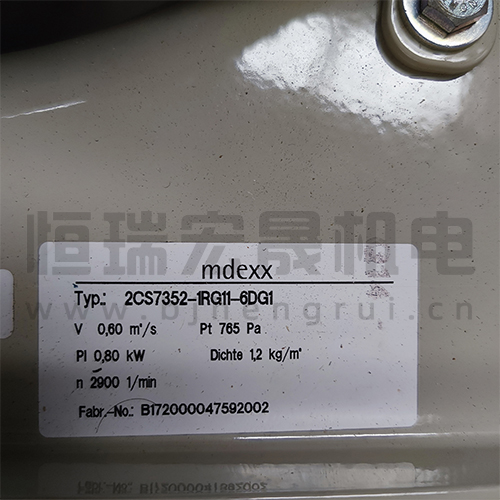 恒瑞宏晟机电
www.bjhengrui.cn
mdexx
Typ.: 2CS7352-1RG11-6DG1
V 0,60 m³/s Pt 765 Pa
Pl 0,80 kW Dichte 1,2 kg/m³
n 2900 1/min
Fabr.-No.: B172000047592002